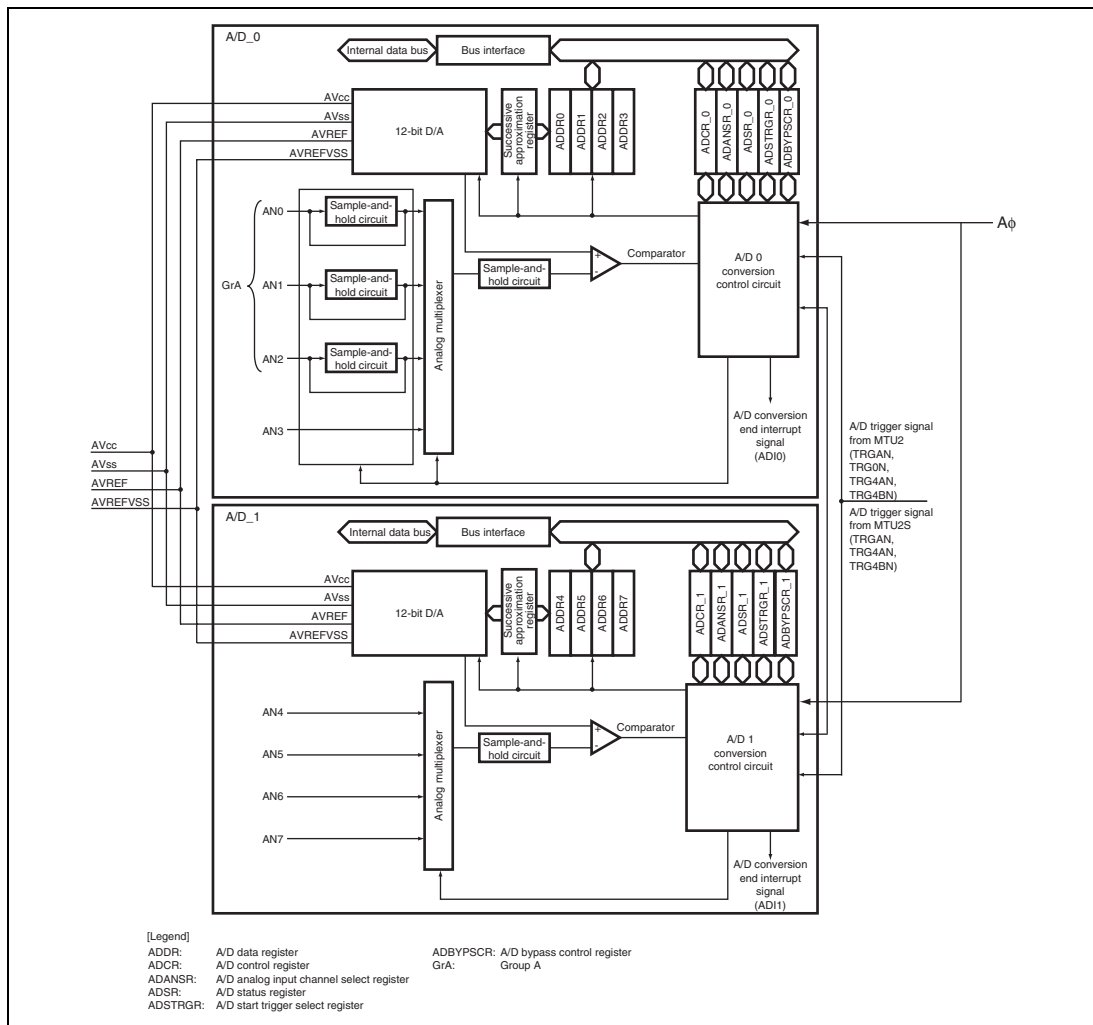 A/D_0
Internal data bus
Bus interface
AVcc
AVss
AVREF
AVREFVSS
12-bit D/A
Successive
approximation
register
ADDR0
ADDR1
ADDR2
ADDR3
ADCR_0
ADANSR_0
ADSR_0
ADSTRGR_0
ADBYPSCR_0
GrA
AN0
Sample-and-
hold circuit
AN1
Sample-and-
hold circuit
AN2
Sample-and-
hold circuit
AN3
Analog multiplexer
Sample-and-
hold circuit
+
-
Comparator
A/D 0
conversion
control circuit
Aϕ
A/D conversion
end interrupt
signal
(ADI0)
A/D trigger signal
from MTU2
(TRGAN,
TRG0N,
TRG4AN,
TRG4BN)
A/D trigger signal
from MTU2S
(TRGAN,
TRG4AN,
TRG4BN)
AVcc
AVss
AVREF
AVREFVSS
A/D_1
Internal data bus
Bus interface
AVcc
AVss
AVREF
AVREFVSS
12-bit D/A
Successive
approximation
register
ADDR4
ADDR5
ADDR6
ADDR7
ADCR_1
ADANSR_1
ADSR_1
ADSTRGR_1
ADBYPSCR_1
AN4
AN5
AN6
AN7
Analog multiplexer
Sample-and-
hold circuit
+
-
Comparator
A/D 1
conversion
control circuit
A/D conversion
end interrupt
signal
(ADI1)
[Legend]
ADDR: A/D data register
ADCR: A/D control register
ADANSR: A/D analog input channel select register
ADSR: A/D status register
ADSTRGR: A/D start trigger select register
ADBYPSCR: A/D bypass control register
GrA: Group A